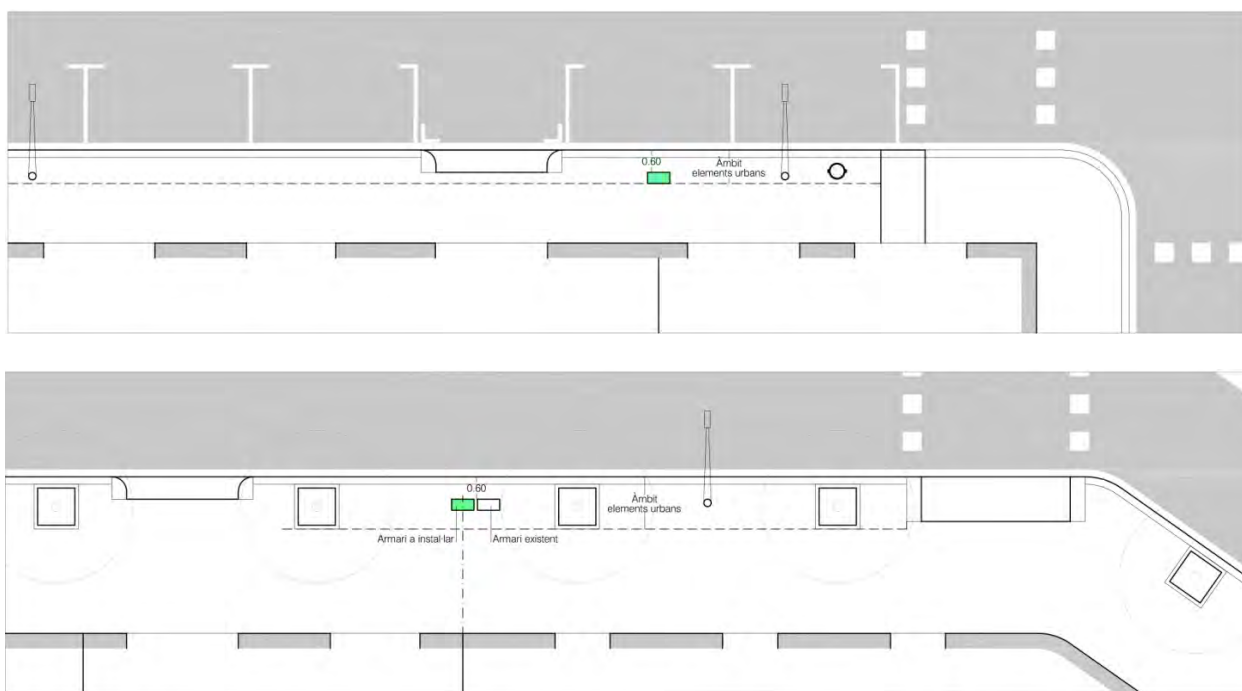 0.60
Àmbit
elements urbans
0.60
Àmbit
elements urbans
Armari a instal·lar
Armari existent